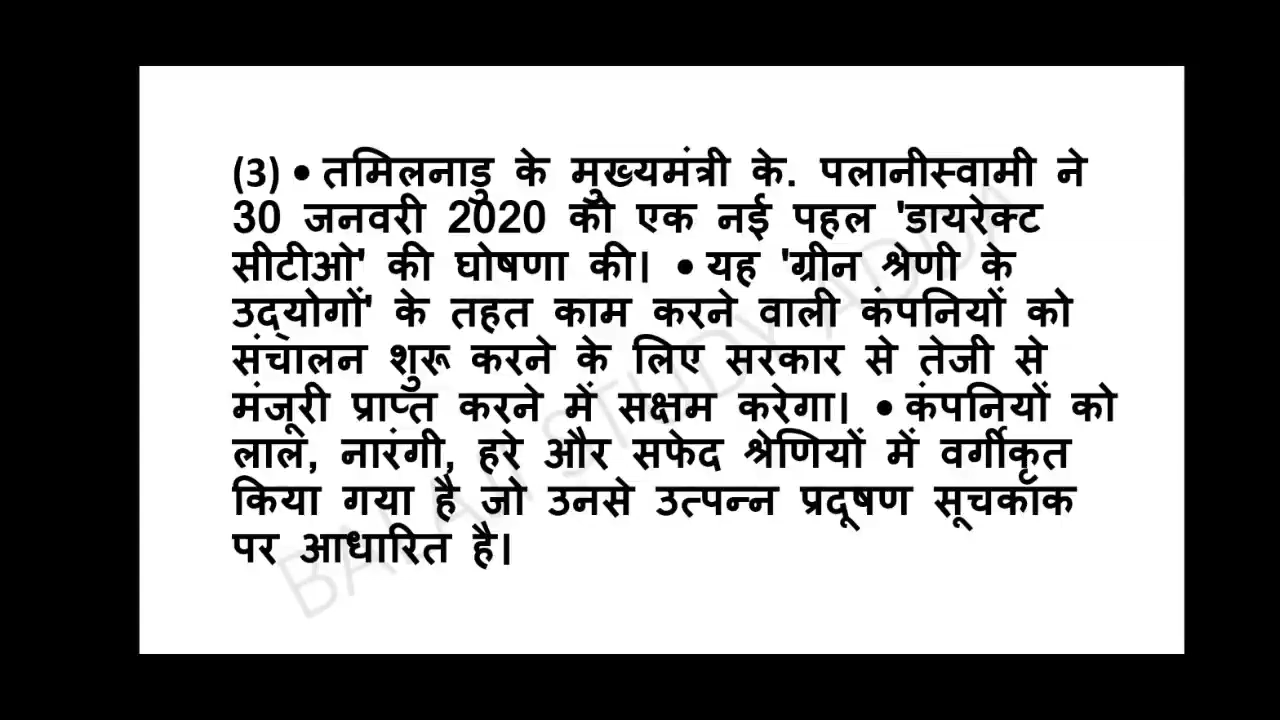 (3) • तमिलनाडु के मुख्यमंत्री के. पलानीस्वामी ने
30 जनवरी 2020 को एक नई पहल 'डायरेक्ट
सीटीओ' की घोषणा की। • यह 'ग्रीन श्रेणी के
उद्योगों' के तहत काम करने वाली कंपनियों को
संचालन शुरू करने के लिए सरकार से तेजी से
मंजूरी प्राप्त करने में सक्षम करेगा। • कंपनियों को
लाल, नारंगी, हरे और सफेद श्रेणियों में वर्गीकृत
किया गया है जो उनसे उत्पन्न प्रदूषण सूचकांक
पर आधारित है।